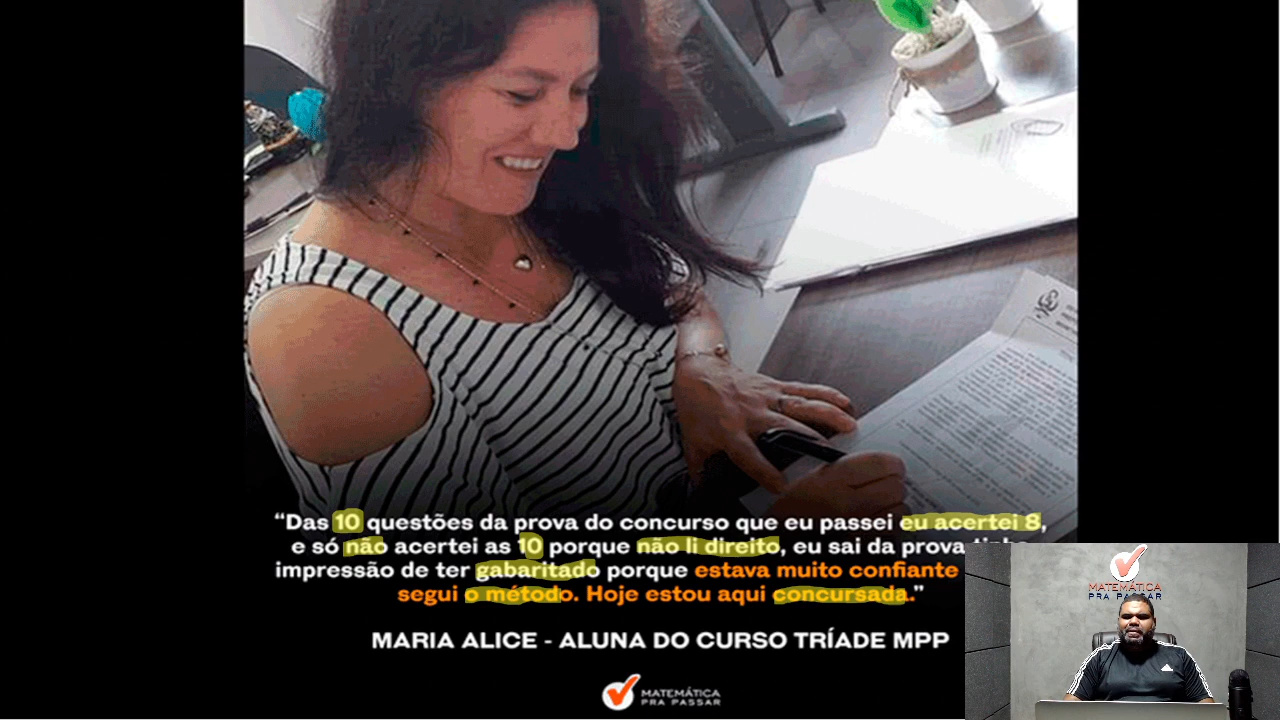 “Das 10 questões da prova do concurso que eu passei eu acertei 8,
e só não acertei as 10 porque não li direito, eu sai da prova
impressão de ter gabaritado porque estava muito confiante
segui o método. Hoje estou aqui concursada.”
MARIA ALICE - ALUNA DO CURSO TRÍADE MPP
MATEMÁTICA
PRA PASSAR
MATEMÁTICA
PRA PASSAR